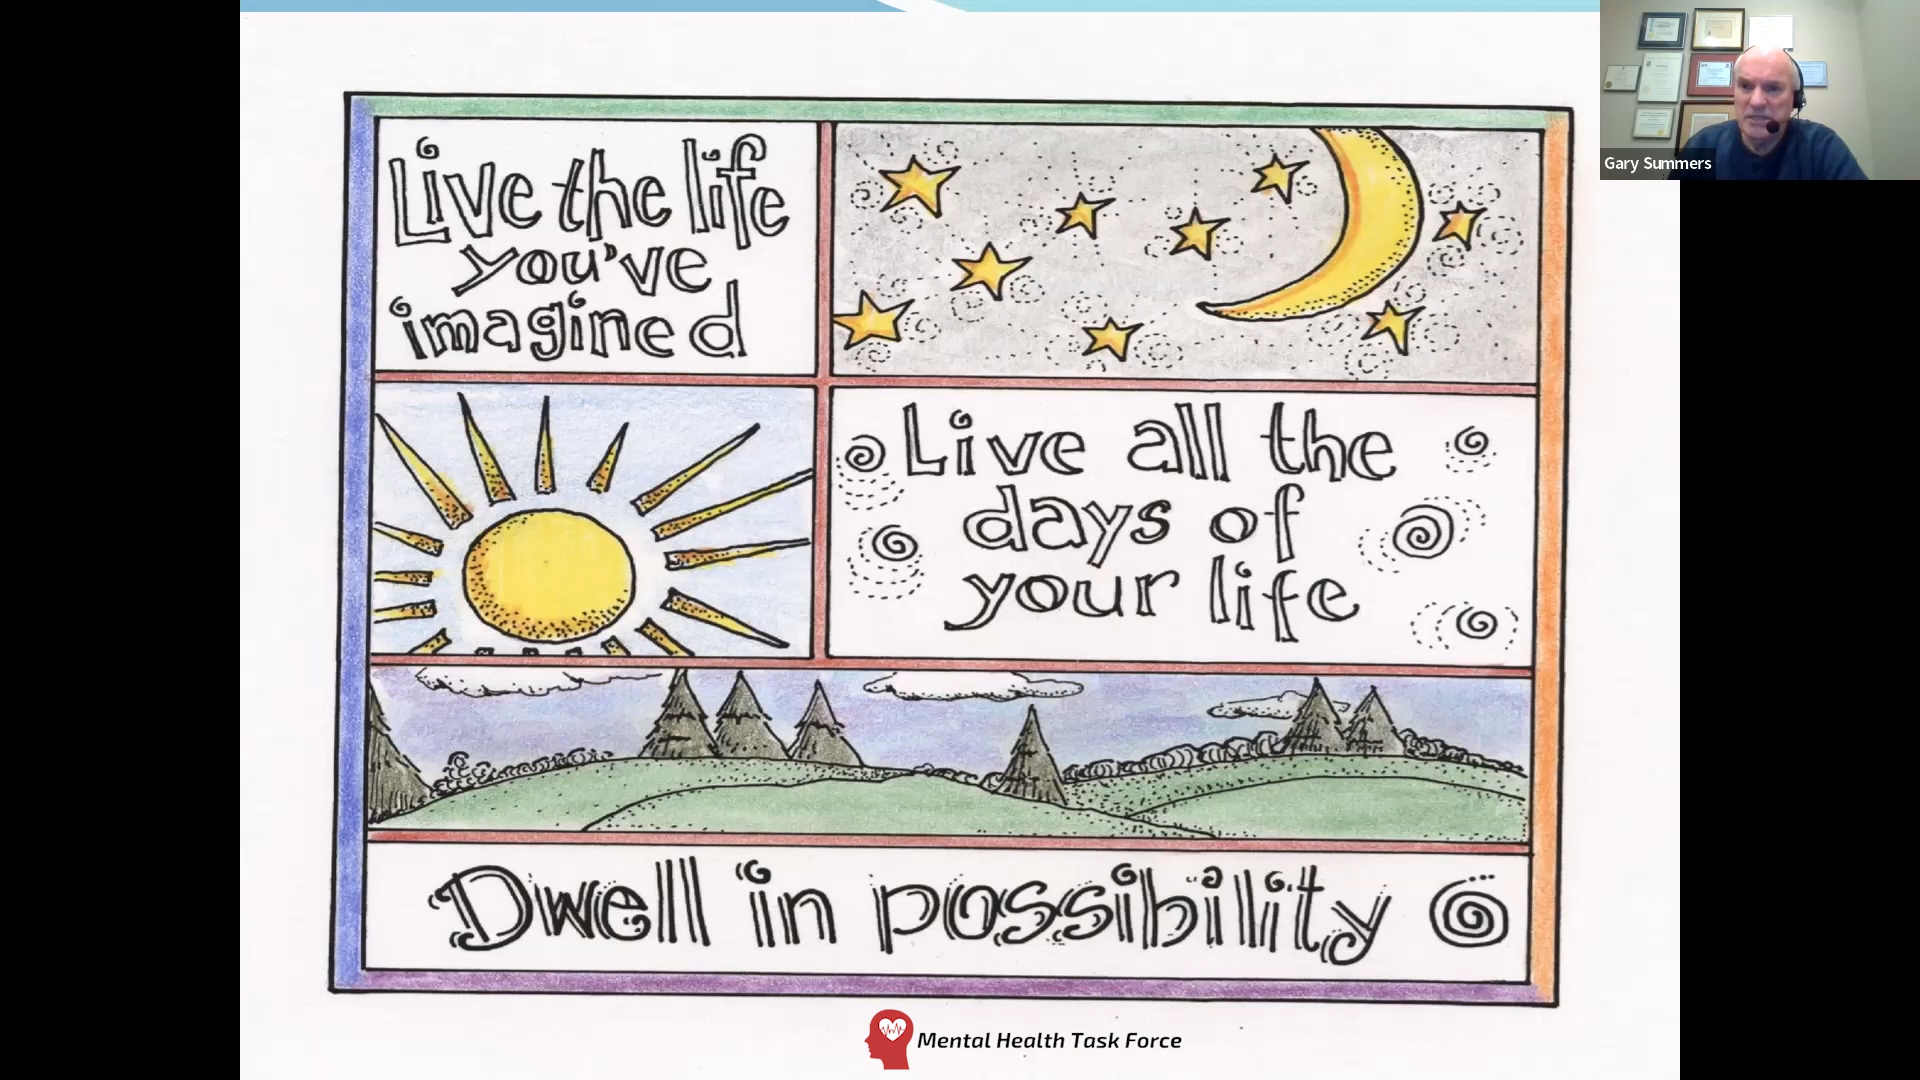 Live the life
you've
imagined
Live all the
days of
your life
Dwell in possibility
Mental Health Task Force
Gary Summers